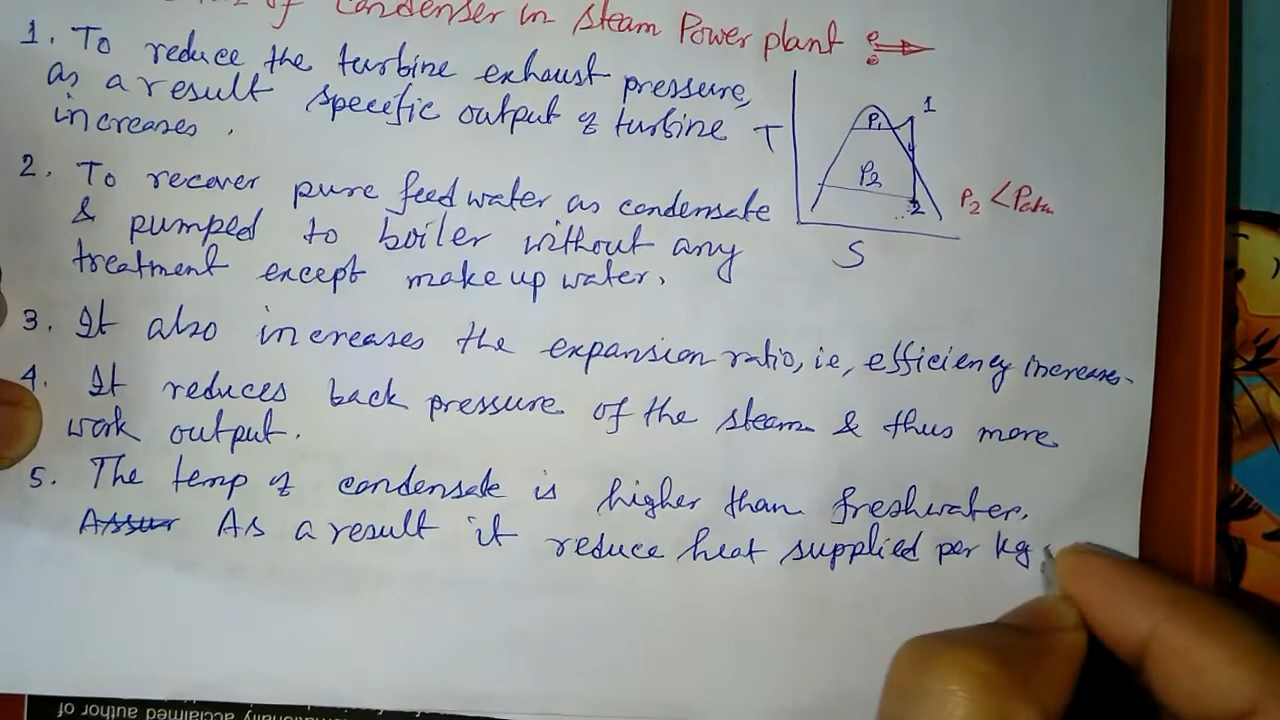 of Condenser in steam Power plant :
1. To reduce the turbine exhaust pressure,
as a result specific output of turbine
increases.
T
P1
1
P2
2
P2 < Patm
S
2. To recover pure feed water as condensate
& pumped to boiler without any
treatment except make up water.
3. It also increases the expansion ratio, ie, efficiency increases.
4. It reduces back pressure of the steam & thus more
work output.
5. The temp of condensate is higher than freshwater.
As a result it reduce heat supplied per kg
author of